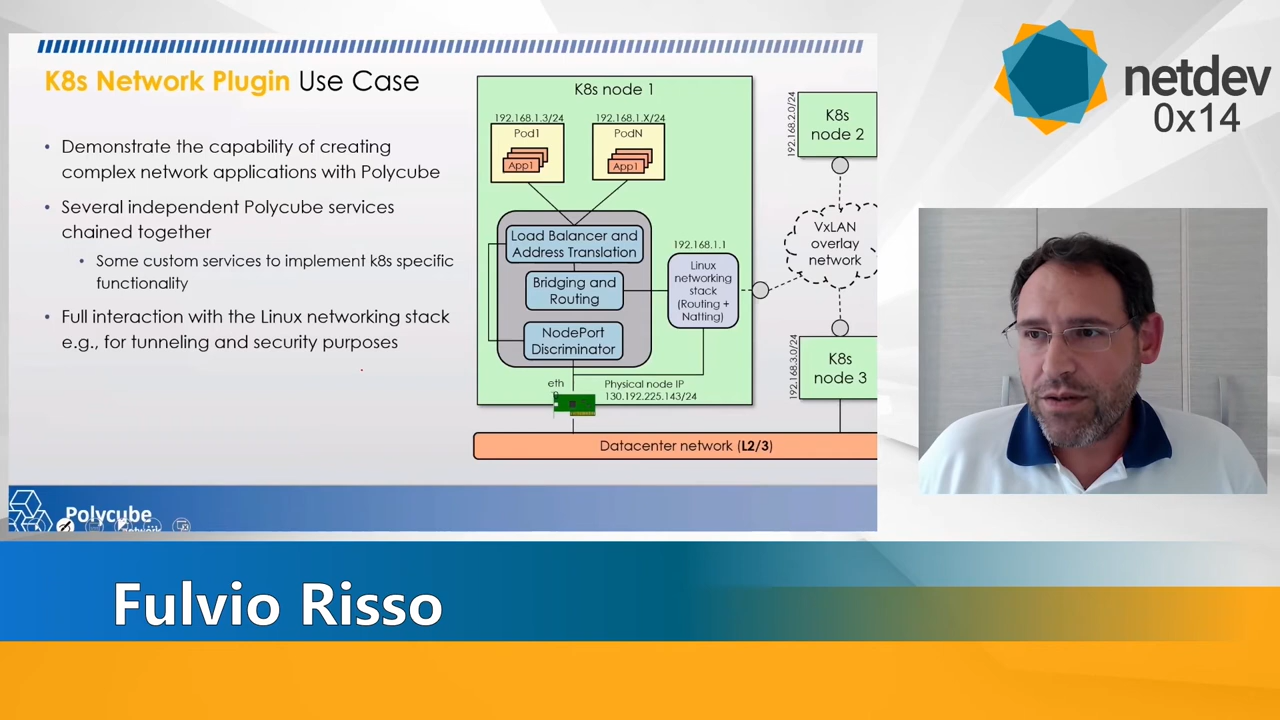 K8s Network Plugin Use Case
• Demonstrate the capability of creating
complex network applications with Polycube
• Several independent Polycube services
chained together
• Some custom services to implement k8s specific
functionality
• Full interaction with the Linux networking stack
e.g., for tunneling and security purposes
K8s node 1
192.168.1.3/24
192.168.1.X/24
Pod1
PodN
App1
App1
Load Balancer and
Address Translation
Bridging and
Routing
NodePort
Discriminator
192.168.1.1
Linux
networking
stack
(Routing +
Natting)
eth
0
Physical node IP
130.192.225.143/24
192.168.2.0/24
K8s
node 2
VxLAN
overlay
network
192.168.3.0/24
K8s
node 3
Datacenter network (L2/3)
Polycube
network
netdev
0x14
Fulvio Risso